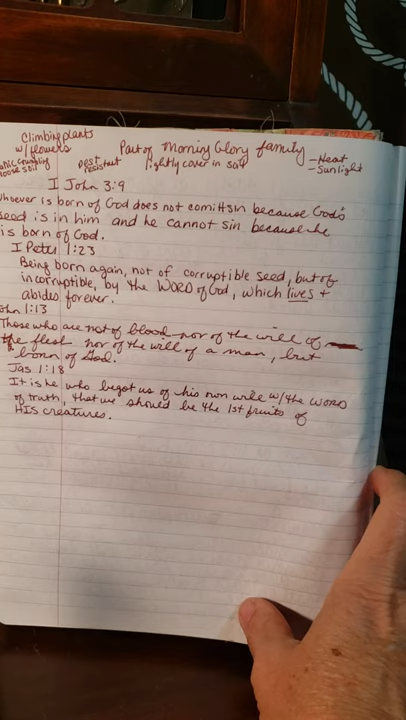 Climbing plants
w/ flowers
Part of Morning Glory family
- Heat
- Sunlight
crumbling
loose soil
pest
resistant
lightly cover in soil
I John 3:9
Whoever is born of God does not comitt sin because God's
seed is in him and he cannot sin because he
is born of God.
I Peter 1:23
Being born again, not of corruptible seed, but of
incorruptible, by the WORD of God, which lives +
abides forever.
John 1:13
Those who are not of blood nor of the will of
the flesh nor of the will of a man, but
born of God.
Jas 1:18
It is he who begot us of his own will w/ the WORD
of truth, that we should be the 1st fruits of
HIS creatures.